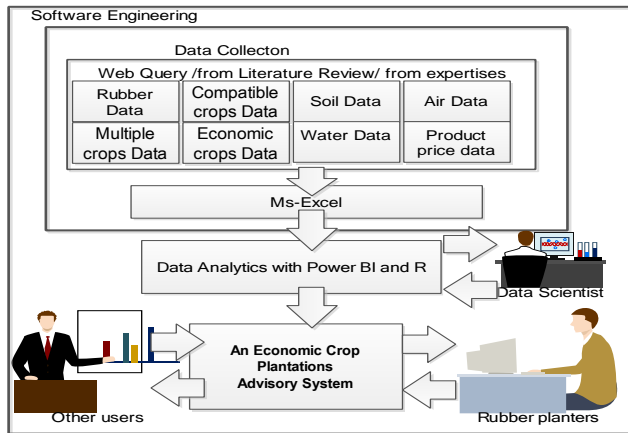 Software Engineering
Data Collecton
Web Query /from Literature Review/ from expertises
Rubber Data
Compatible crops Data
Soil Data
Air Data
Multiple crops Data
Economic crops Data
Water Data
Product price data
Ms-Excel
Data Analytics with Power BI and R
Data Scientist
An Economic Crop
Plantations
Advisory System
Other users
Rubber planters